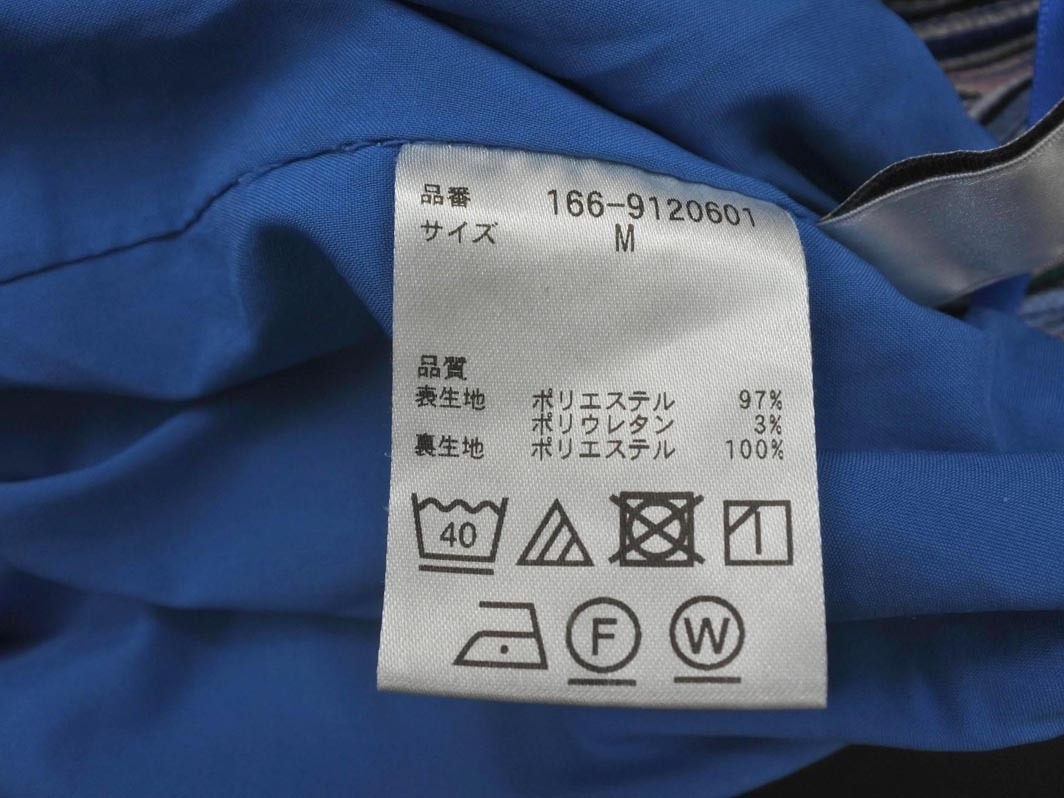 品番 166-9120601
サイズ M
品質
表生地 ポリエステル 97%
ポリウレタン 3%
裏生地 ポリエステル 100%
40
F W